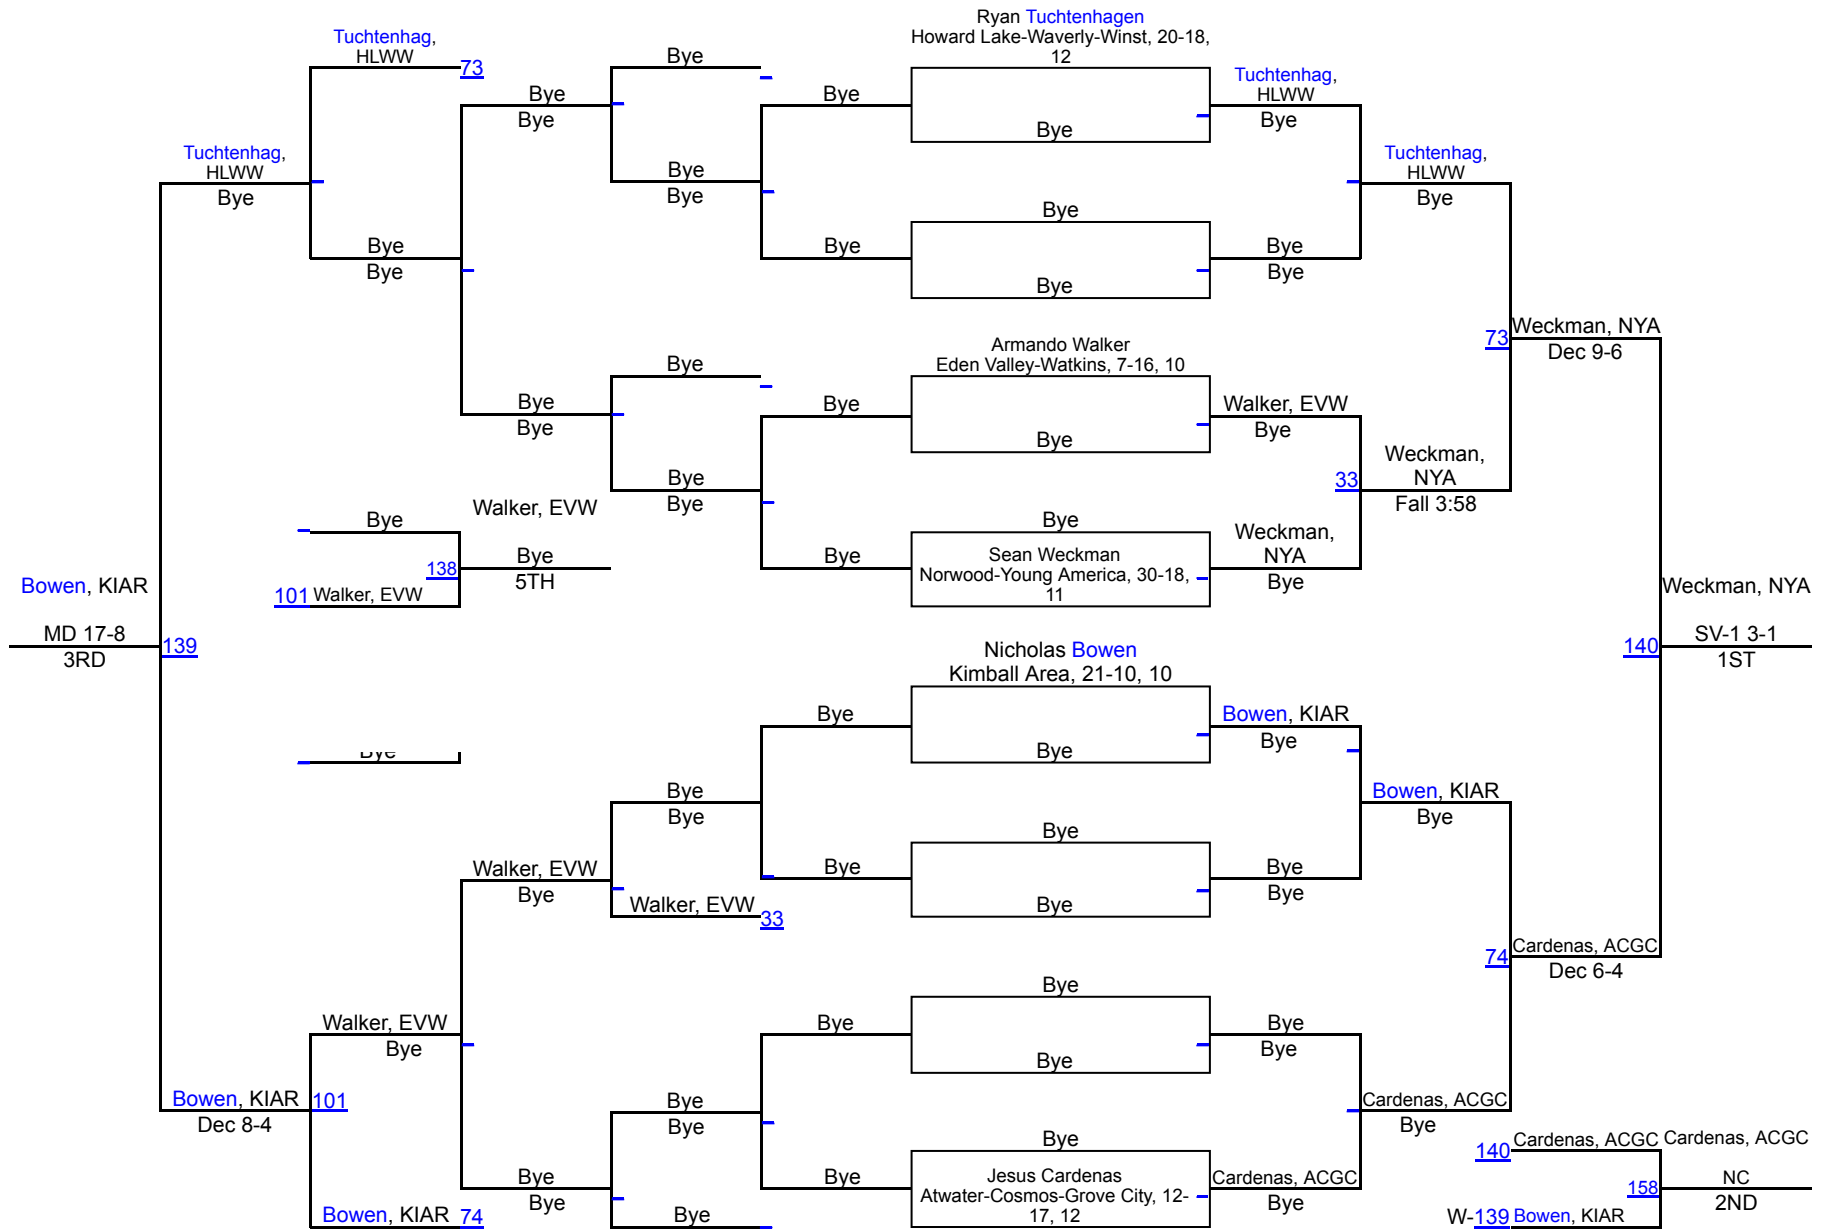 Ryan Tuchtenhagen
Howard Lake-Waverly-Winst, 20-18,
12
Tuchtenhag,
HLWW
73
Bye
Bye
Bye
Bye
Bye
Tuchtenhag,
HLWW
Bye
Tuchtenhag,
HLWW
Bye
Bye
Bye
Tuchtenhag,
HLWW
Bye
Bye
Bye
Bye
Bye
Bye
Bye
Bye
Weckman, NYA
73
Dec 9-6
Armando Walker
Eden Valley-Watkins, 7-16, 10
Bye
Bye
Bye
Bye
Bye
Walker, EVW
Bye
Bye
Bye
Walker, EVW
Weckman,
NYA
33
Fall 3:58
Bye
Bye
138
5TH
101 Walker, EVW
Bye
Bye
Sean Weckman
Norwood-Young America, 30-18,
11
Weckman,
NYA
Bye
Bowen, KIAR
MD 17-8
139
3RD
Weckman, NYA
SV-1 3-1
140
1ST
Nicholas Bowen
Kimball Area, 21-10, 10
Bye
Bye
Bowen, KIAR
Bye
Bye
Bye
Bye
Bowen, KIAR
Bye
Walker, EVW
Bye
Walker, EVW
33
Bye
Bye
Bye
Bye
Bye
Cardenas, ACGC
74
Dec 6-4
Walker, EVW
Bye
Bye
Bye
Bye
Bye
Bye
Bowen, KIAR 101
Dec 8-4
Bye
Bye
Cardenas, ACGC
Bye
Bye
Bye
Bye
Bye
Jesus Cardenas
Atwater-Cosmos-Grove City, 12-
17, 12
Cardenas, ACGC
Bye
Bowen, KIAR 74
Bye
140 Cardenas, ACGC Cardenas, ACGC
NC
158
2ND
W-139 Bowen, KIAR